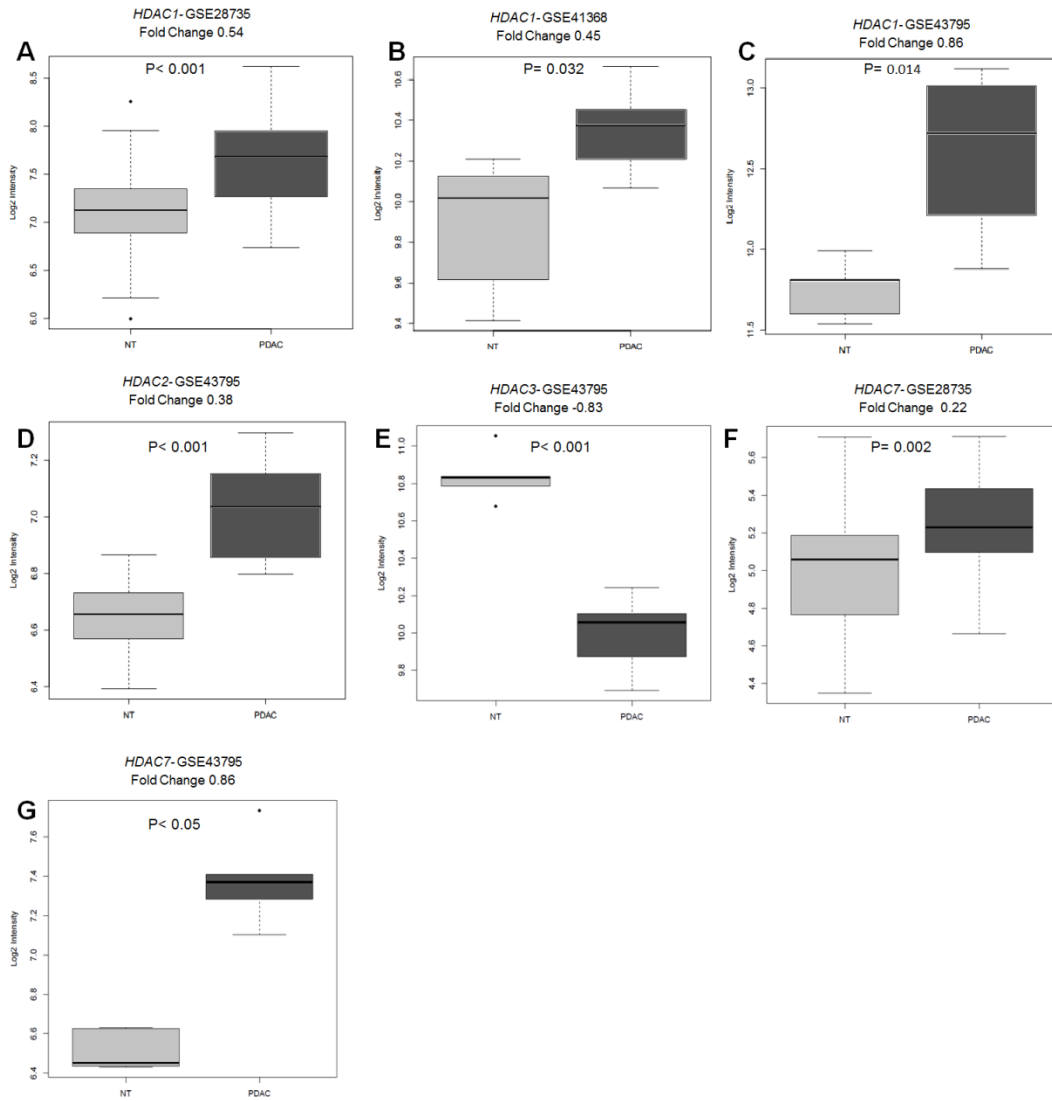 HDAC1-GSE28735
Fold Change 0.54
A
P< 0.001
8.5
8.0
7.5
7.0
6.5
6.0
Log2 Intensity
NT
PDAC
HDAC1-GSE41368
Fold Change 0.45
B
P= 0.032
10.6
10.4
10.2
10.0
9.8
9.6
9.4
Log2 Intensity
NT
PDAC
HDAC1-GSE43795
Fold Change 0.86
C
P= 0.014
13.0
12.5
12.0
11.5
Log2 Intensity
NT
PDAC
HDAC2-GSE43795
Fold Change 0.38
D
P< 0.001
7.2
7.0
6.8
6.6
6.4
Log2 Intensity
NT
PDAC
HDAC3-GSE43795
Fold Change -0.83
E
P< 0.001
11.0
10.8
10.6
10.4
10.2
10.0
9.8
Log2 Intensity
NT
PDAC
HDAC7-GSE28735
Fold Change 0.22
F
P= 0.002
5.6
5.4
5.2
5.0
4.8
4.6
4.4
Log2 Intensity
NT
PDAC
HDAC7-GSE43795
Fold Change 0.86
G
P< 0.05
7.6
7.4
7.2
7.0
6.8
6.6
6.4
Log2 Intensity
NT
PDAC